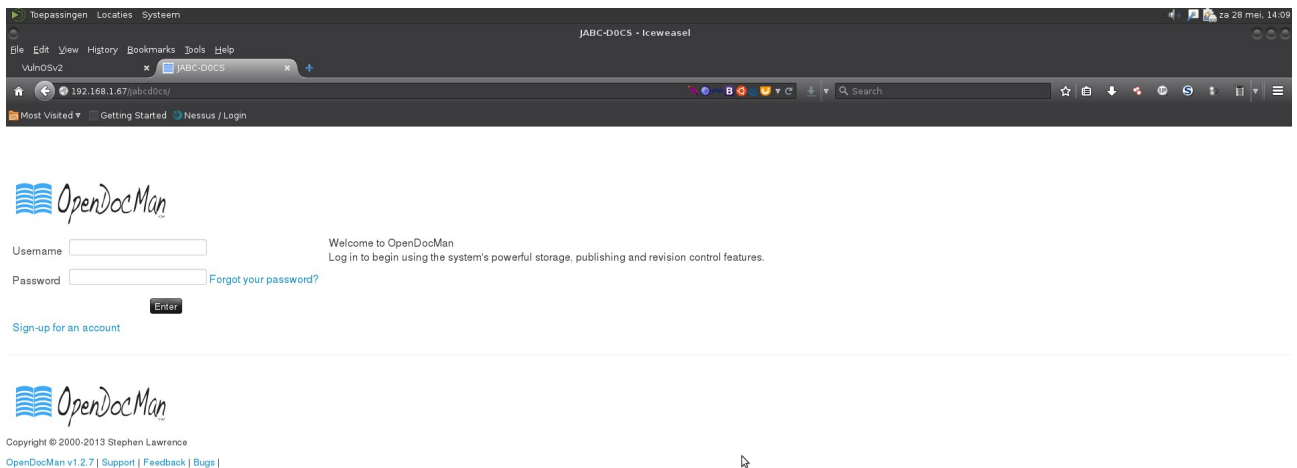 Toepassingen Locaties Systeem za 28 mei, 14:09
JABC-D0CS - Iceweasel
File Edit View History Bookmarks Tools Help
VulnOSv2 JABC-D0CS
192.168.1.67/jabcd0cs/ Search
Most Visited Getting Started Nessus / Login
OpenDocMan
Username
Welcome to OpenDocMan
Log in to begin using the system's powerful storage, publishing and revision control features.
Password Forgot your password?
Enter
Sign-up for an account
OpenDocMan
Copyright © 2000-2013 Stephen Lawrence
OpenDocMan v1.2.7 | Support | Feedback | Bugs |